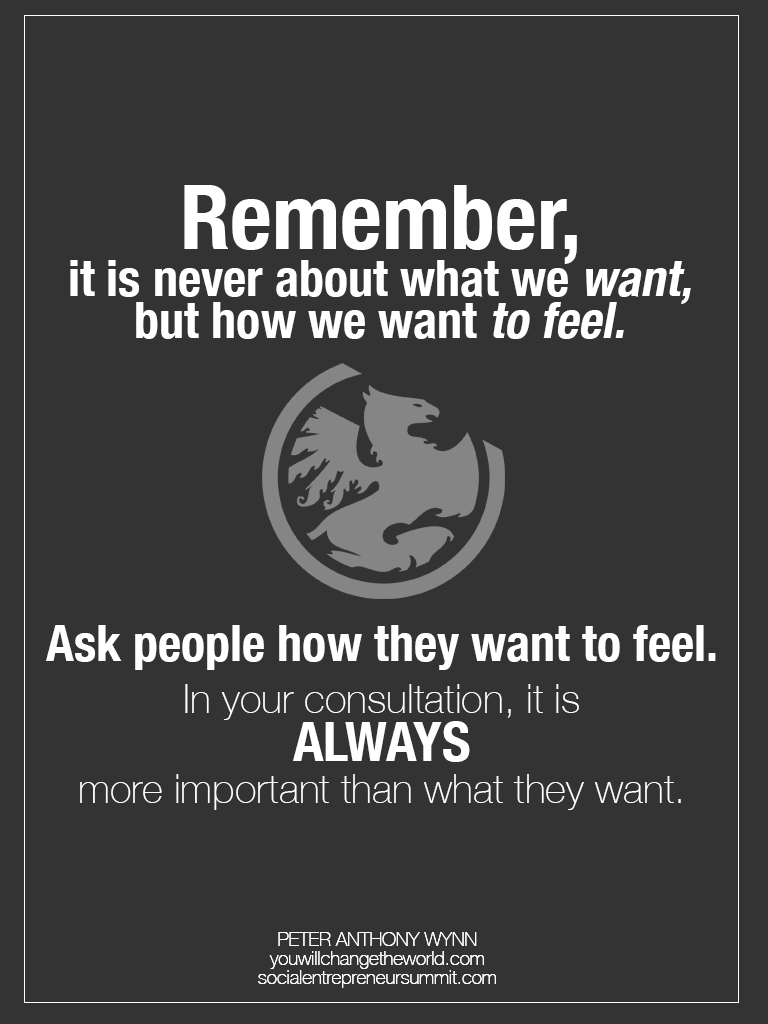 Remember,
it is never about what we want,
but how we want to feel.
Ask people how they want to feel.
In your consultation, it is
ALWAYS
more important than what they want.
PETER ANTHONY WYNN
youwillchangetheworld.com
socialentrepreneursummit.com